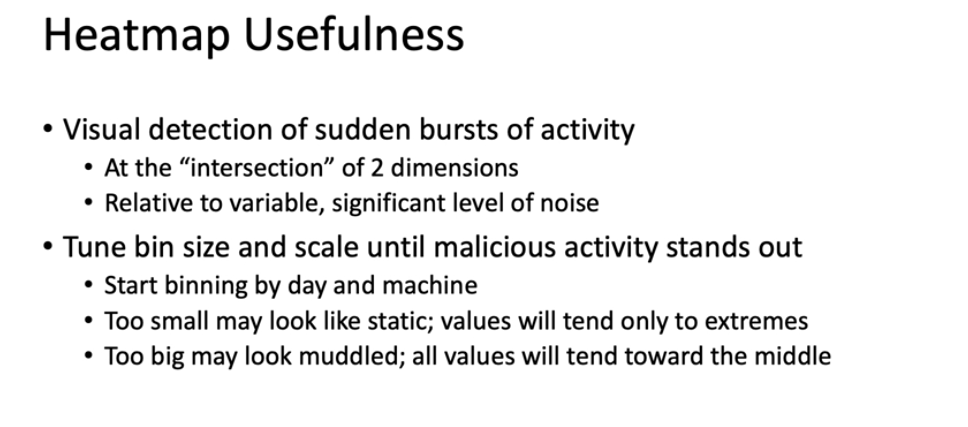 Heatmap Usefulness
• Visual detection of sudden bursts of activity
• At the “intersection” of 2 dimensions
• Relative to variable, significant level of noise
• Tune bin size and scale until malicious activity stands out
• Start binning by day and machine
• Too small may look like static; values will tend only to extremes
• Too big may look muddled; all values will tend toward the middle